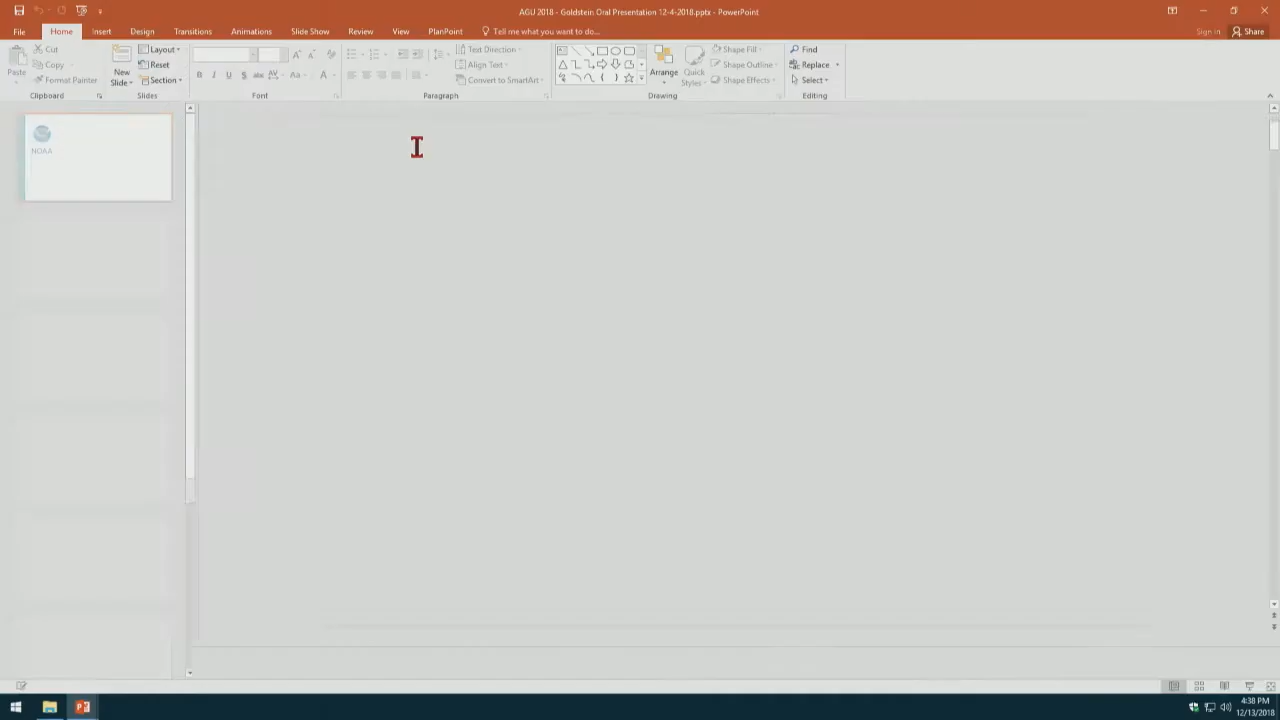 AGU 2018 - Goldstein Oral Presentation 12-4-2018.pptx - PowerPoint
Sign in
Share
File
Home
Insert
Design
Transitions
Animations
Slide Show
Review
View
PlanPoint
Tell me what you want to do...
Paste
Cut
Copy
Format Painter
Clipboard
New
Slide
Layout
Reset
Section
Slides
B I U S abc AV Aa A
Font
Text Direction
Align Text
Convert to SmartArt
Paragraph
Arrange
Quick
Styles
Shape Fill
Shape Outline
Shape Effects
Drawing
Find
Replace
Select
Editing
NOAA
4:38 PM
12/13/2018